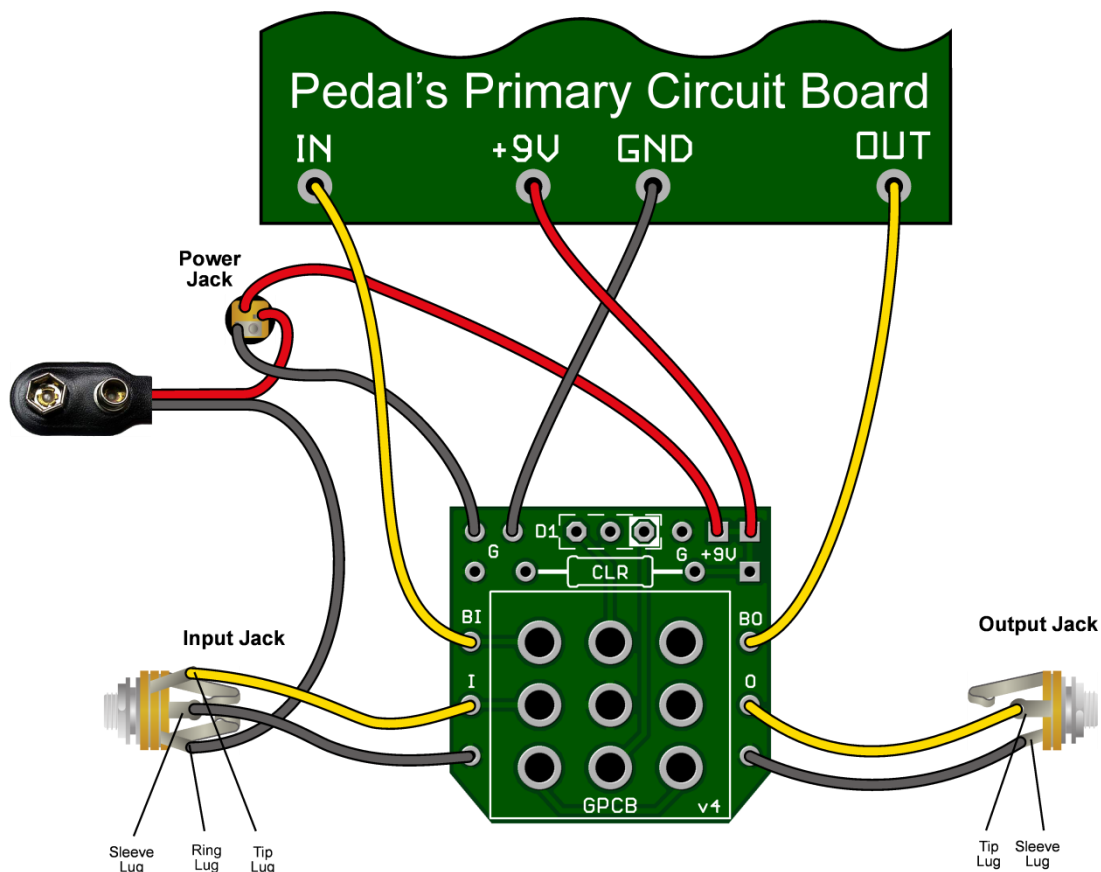 Pedal's Primary Circuit Board
IN
+9V
GND
OUT
Power
Jack
D1
G
G
+9V
CLR
BI
BO
Input Jack
Output Jack
I
O
GPCB
v4
Sleeve
Lug
Ring
Lug
Tip
Lug
Tip
Lug
Sleeve
Lug